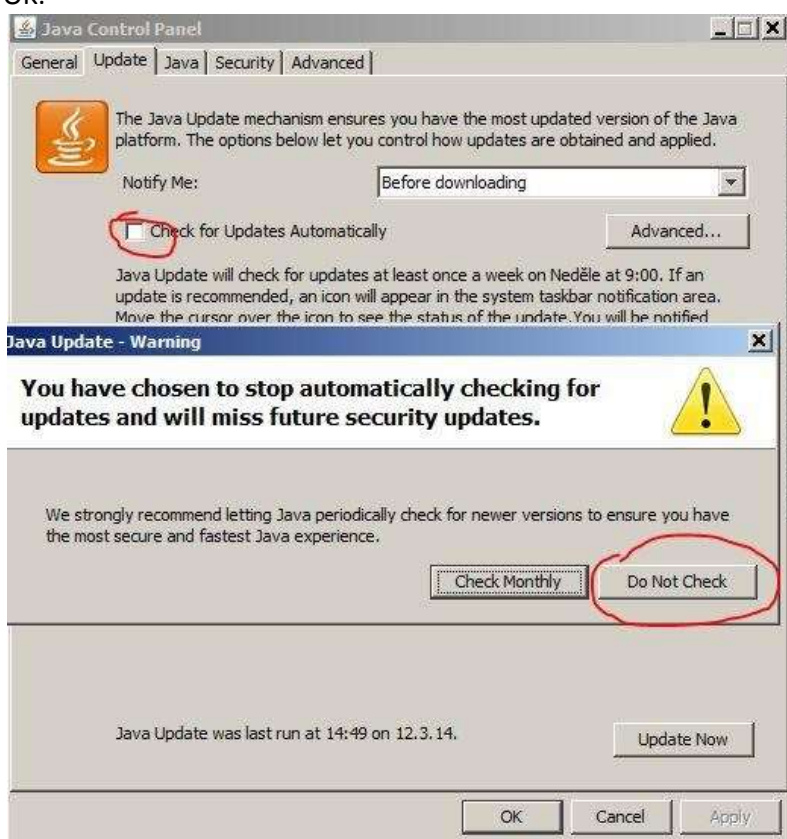 OK.
Java Control Panel
General Update Java Security Advanced
The Java Update mechanism ensures you have the most updated version of the Java
platform. The options below let you control how updates are obtained and applied.
Notify Me: Before downloading
Check for Updates Automatically Advanced...
Java Update will check for updates at least once a week on Neděle at 9:00. If an
update is recommended, an icon will appear in the system taskbar notification area.
Move the cursor over the icon to see the status of the update.You will be notified
Java Update - Warning
You have chosen to stop automatically checking for
updates and will miss future security updates.
We strongly recommend letting Java periodically check for newer versions to ensure you have
the most secure and fastest Java experience.
Check Monthly Do Not Check
Java Update was last run at 14:49 on 12.3.14.
Update Now
OK Cancel Apply